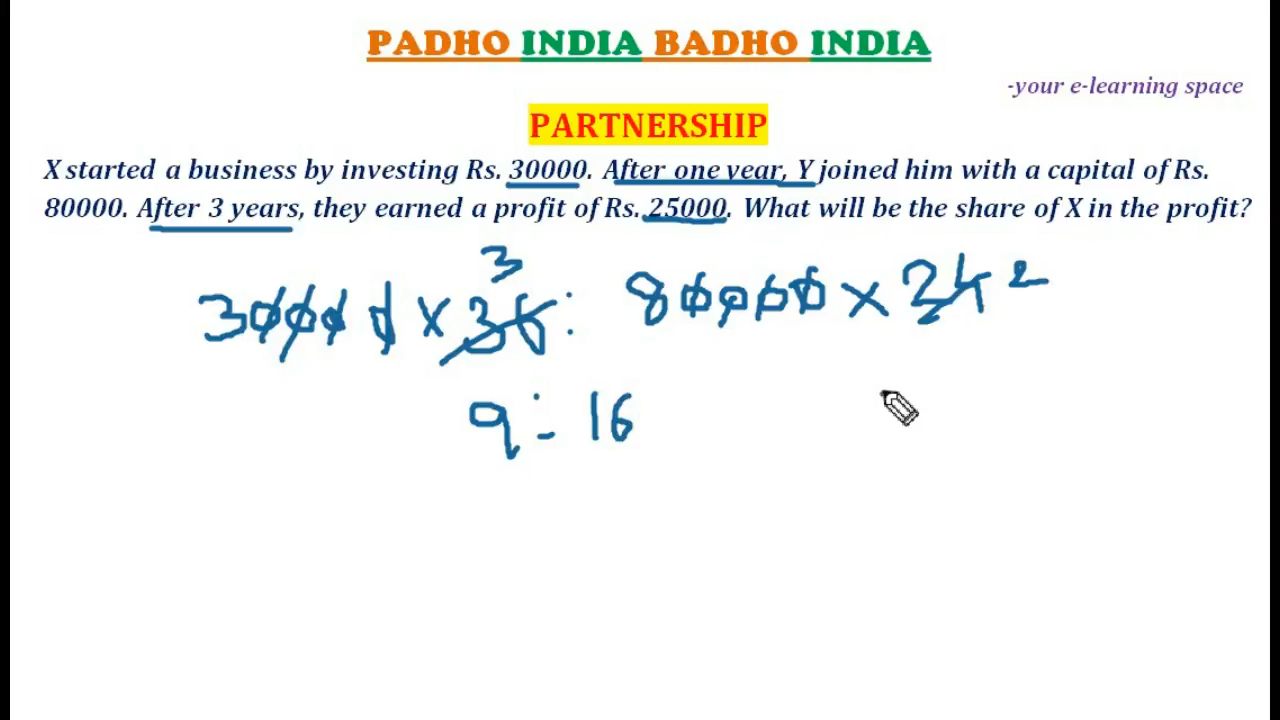 PADHO INDIA BADHO INDIA
-your e-learning space
PARTNERSHIP
X started a business by investing Rs. 30000. After one year, Y joined him with a capital of Rs.
80000. After 3 years, they earned a profit of Rs. 25000. What will be the share of X in the profit?
3 2
30000 x 36 : 80000 x 24
9 : 16